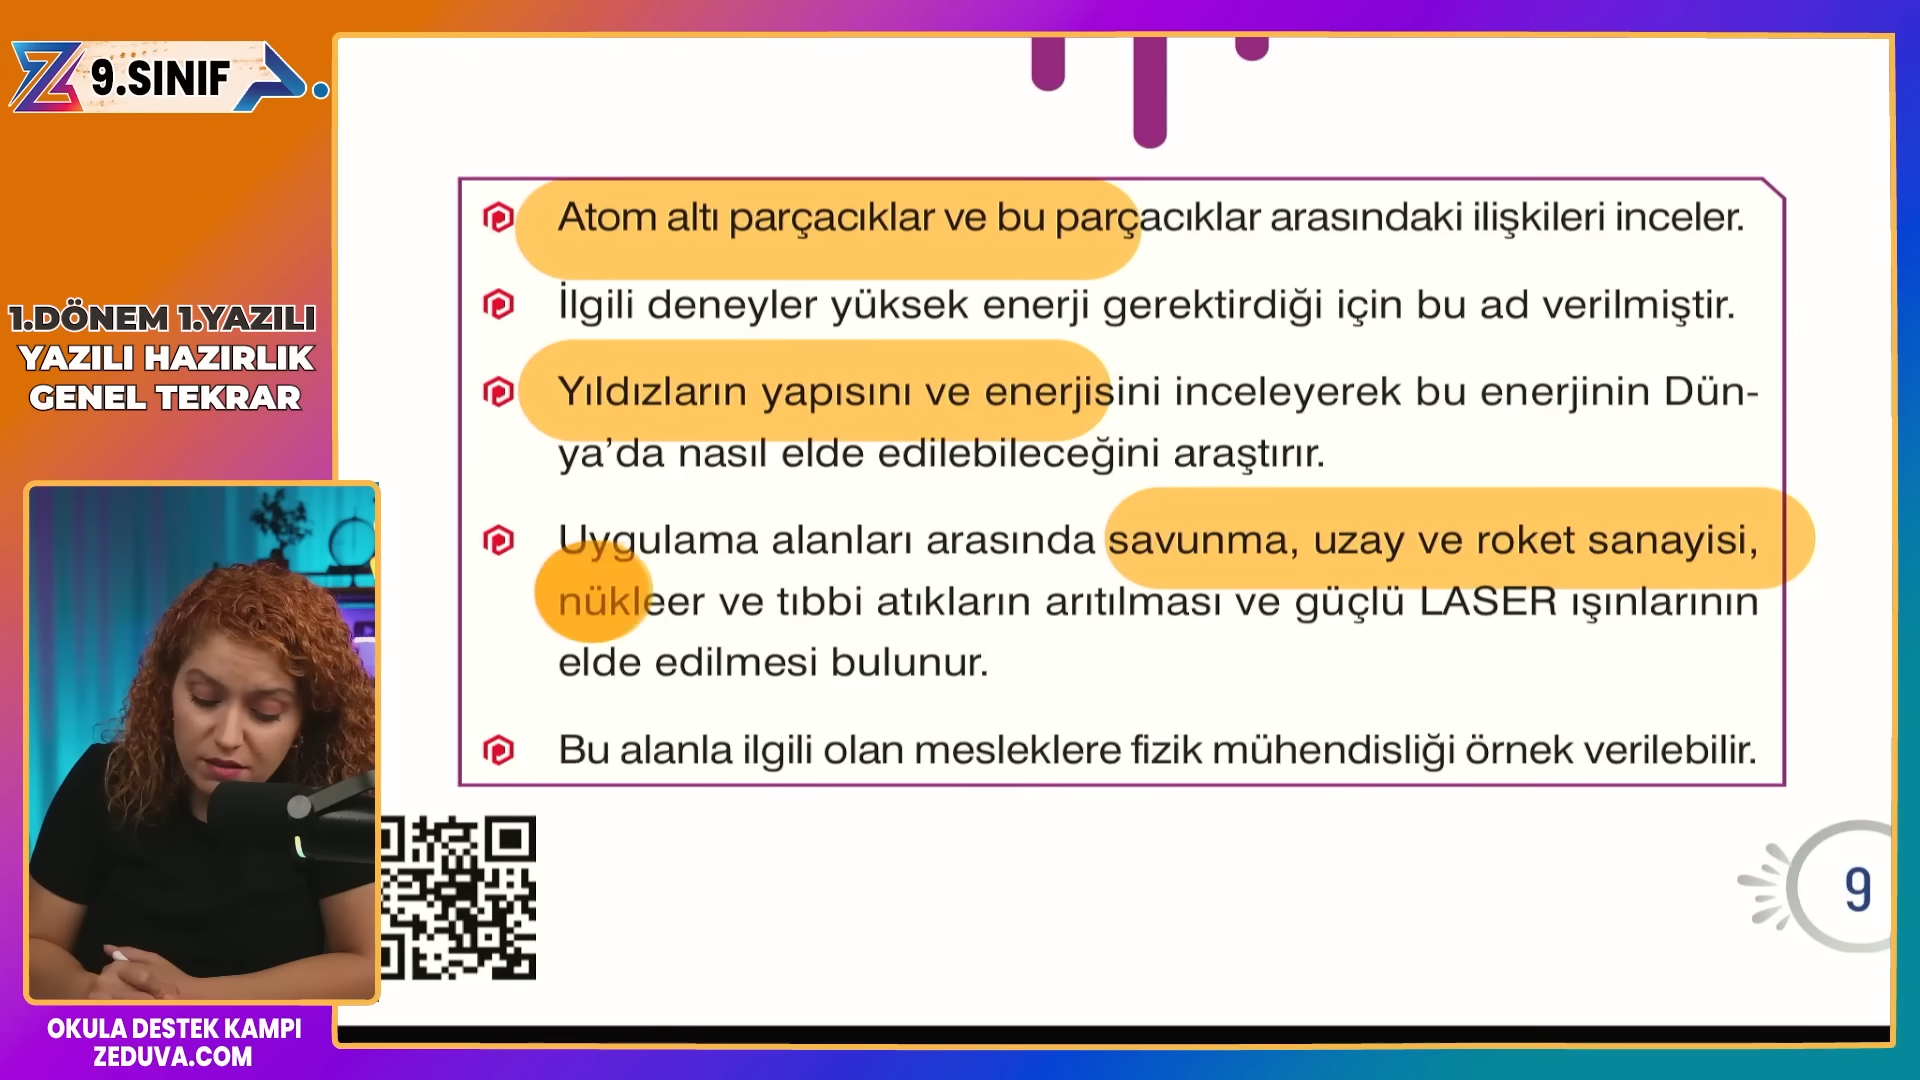 9.SINIF
1.DÖNEM 1.YAZILI
YAZILI HAZIRLIK
GENEL TEKRAR
Atom altı parçacıklar ve bu parçacıklar arasındaki ilişkileri inceler.
İlgili deneyler yüksek enerji gerektirdiği için bu ad verilmiştir.
Yıldızların yapısını ve enerjisini inceleyerek bu enerjinin Dün-
ya’da nasıl elde edilebileceğini araştırır.
Uygulama alanları arasında savunma, uzay ve roket sanayisi,
nükleer ve tıbbi atıkların arıtılması ve güçlü LASER ışınlarının
elde edilmesi bulunur.
Bu alanla ilgili olan mesleklere fizik mühendisliği örnek verilebilir.
9
OKULA DESTEK KAMPI
ZEDUVA.COM